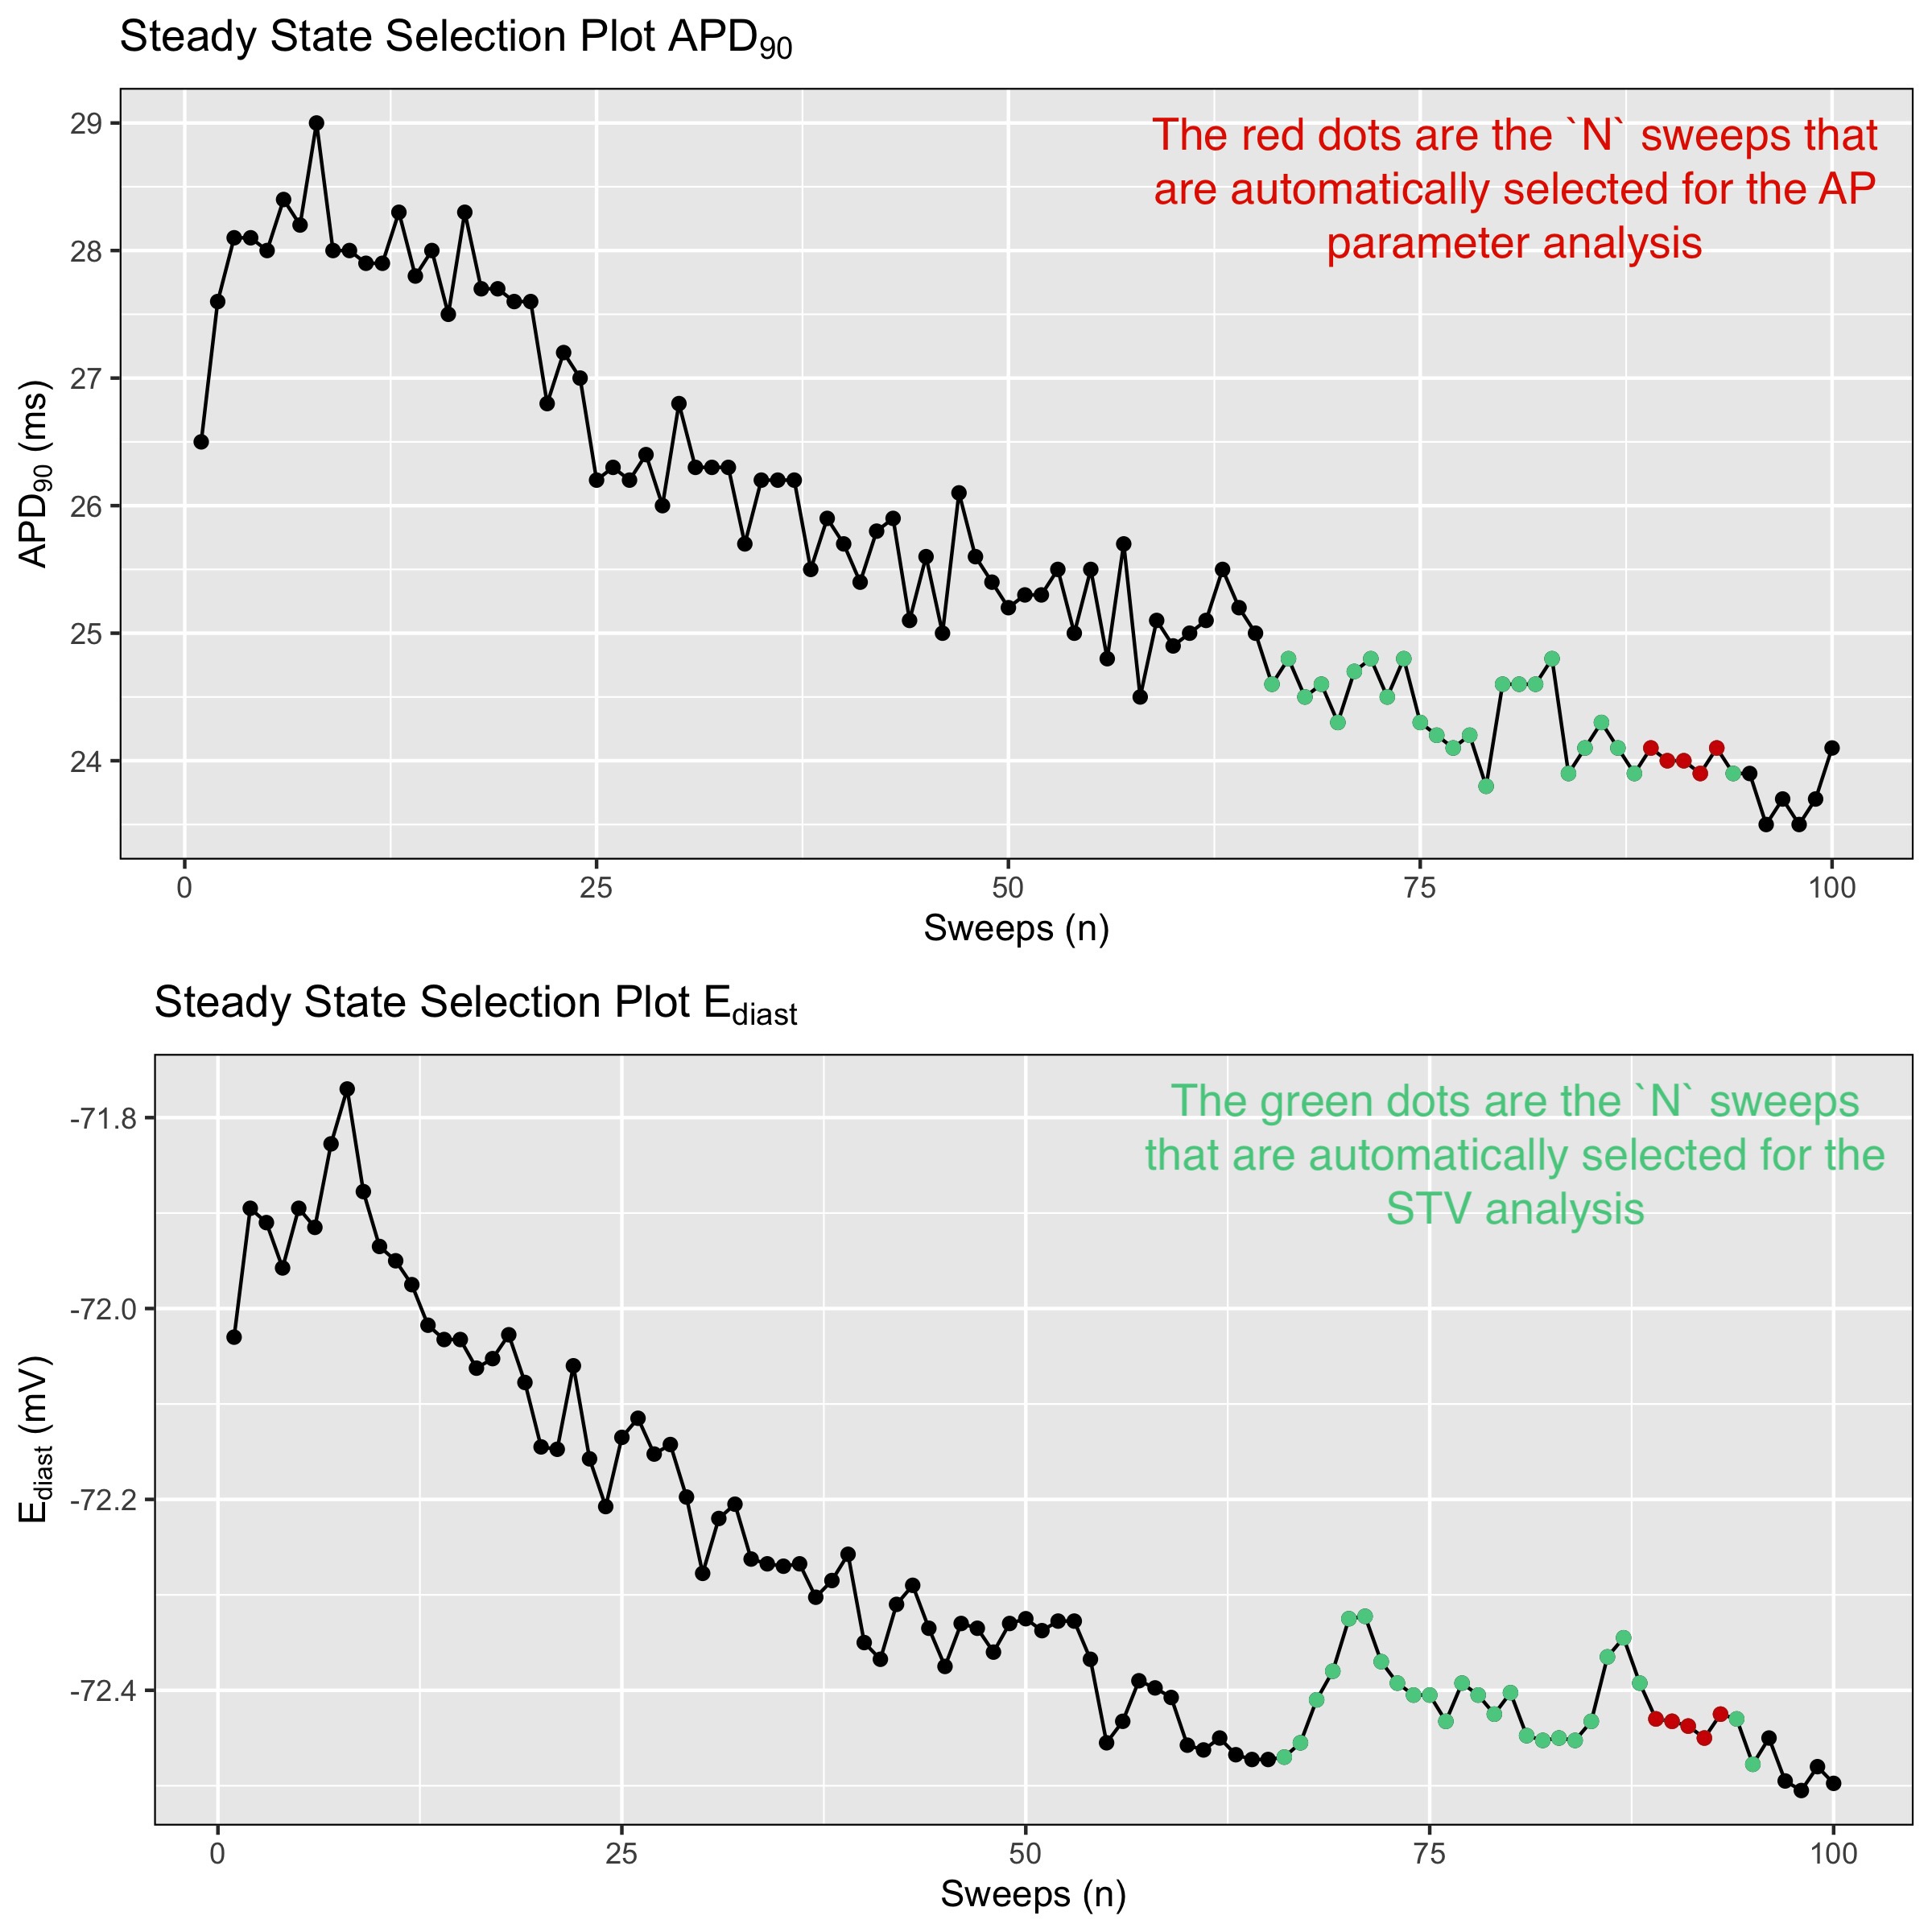 Steady State Selection Plot APD90
The red dots are the `N` sweeps that
are automatically selected for the AP
parameter analysis
APD90 (ms)
29
28
27
26
25
24
0 25 50 75 100
Sweeps (n)
Steady State Selection Plot Ediast
The green dots are the `N` sweeps
that are automatically selected for the
STV analysis
Ediast (mV)
-71.8
-72.0
-72.2
-72.4
0 25 50 75 100
Sweeps (n)